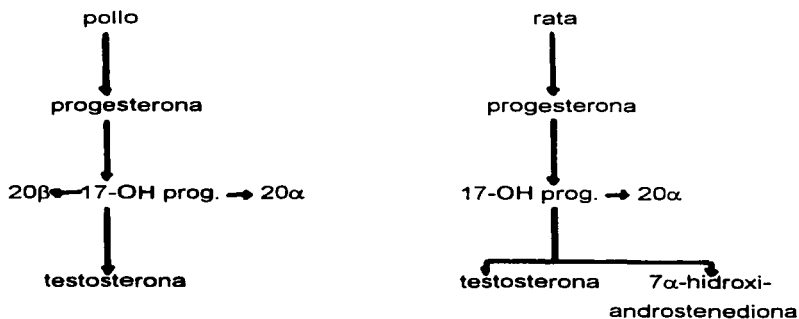 pollo
progesterona
20β 17-OH prog. 20α
testosterona
rata
progesterona
17-OH prog. 20α
testosterona 7α-hidroxi-
androstenediona